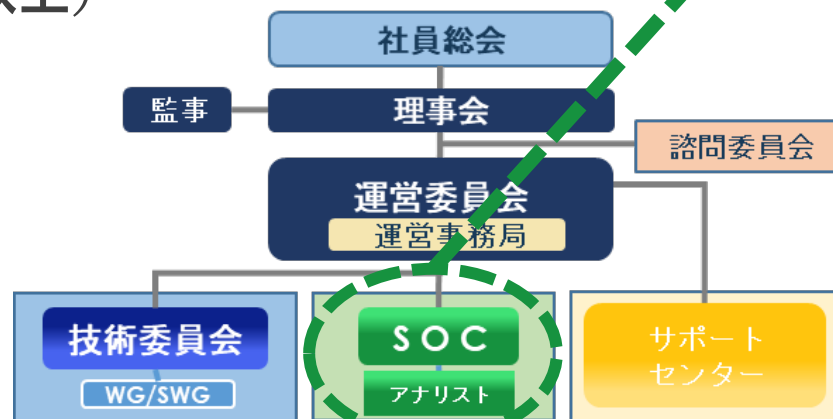 以上）
社員総会
監事
理事会
諮問委員会
運営委員会
運営事務局
技術委員会
WG/SWG
SOC
アナリスト
サポート
センター